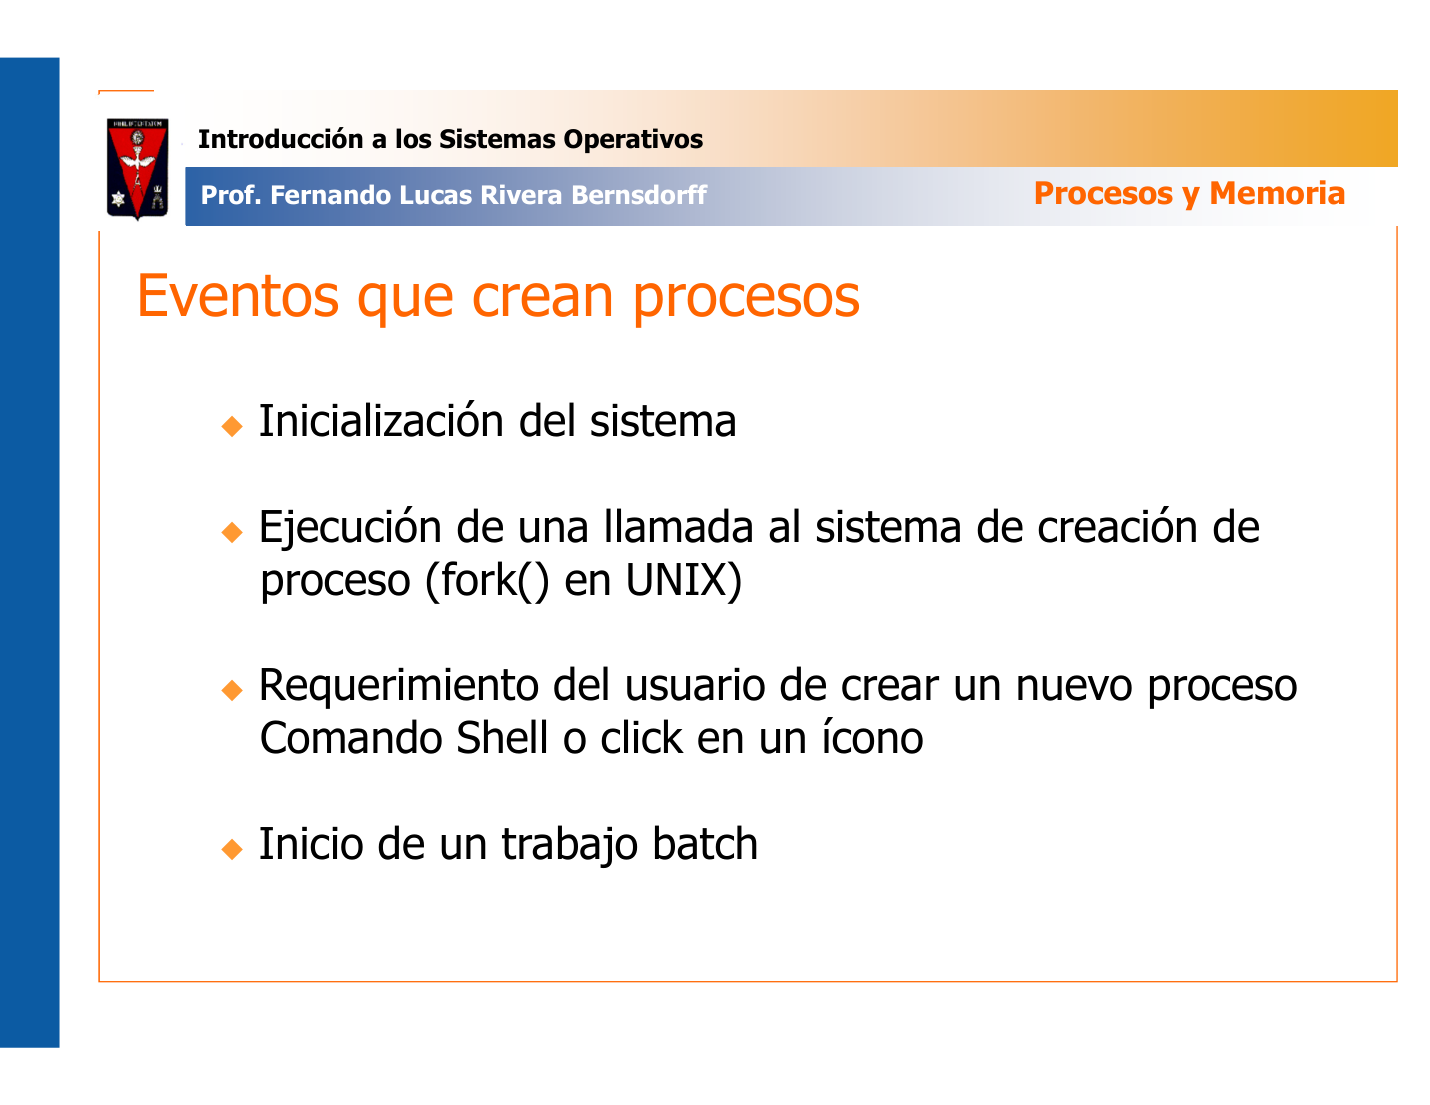 Introducción a los Sistemas Operativos
Prof. Fernando Lucas Rivera Bernsdorff
Procesos y Memoria
Eventos que crean procesos
Inicialización del sistema
Ejecución de una llamada al sistema de creación de
proceso (fork() en UNIX)
Requerimiento del usuario de crear un nuevo proceso
Comando Shell o click en un ícono
Inicio de un trabajo batch